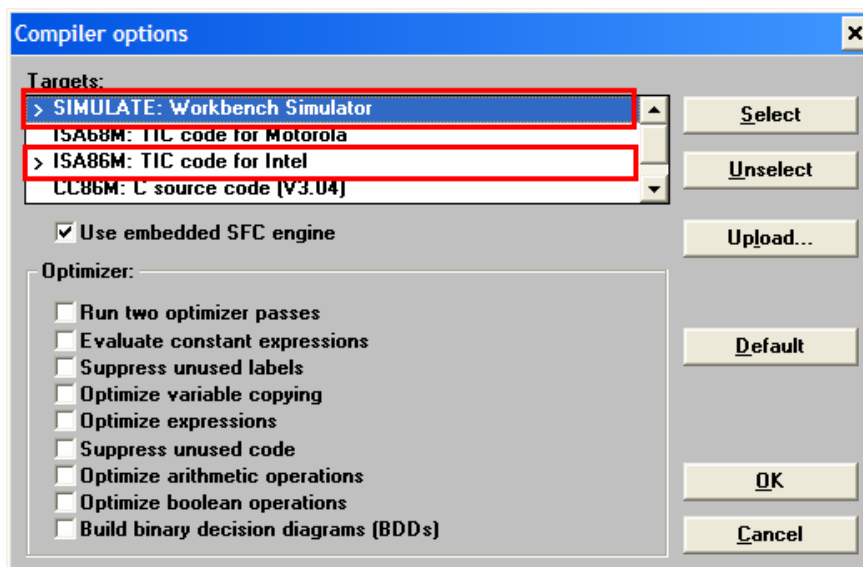 Compiler options
Targets:
> SIMULATE: Workbench Simulator
ISA68M: TIC code for Motorola
> ISA86M: TIC code for Intel
CC86M: C source code (V3.04)
Select
Unselect
Upload...
Default
OK
Cancel
Use embedded SFC engine
Optimizer:
Run two optimizer passes
Evaluate constant expressions
Suppress unused labels
Optimize variable copying
Optimize expressions
Suppress unused code
Optimize arithmetic operations
Optimize boolean operations
Build binary decision diagrams (BDDs)